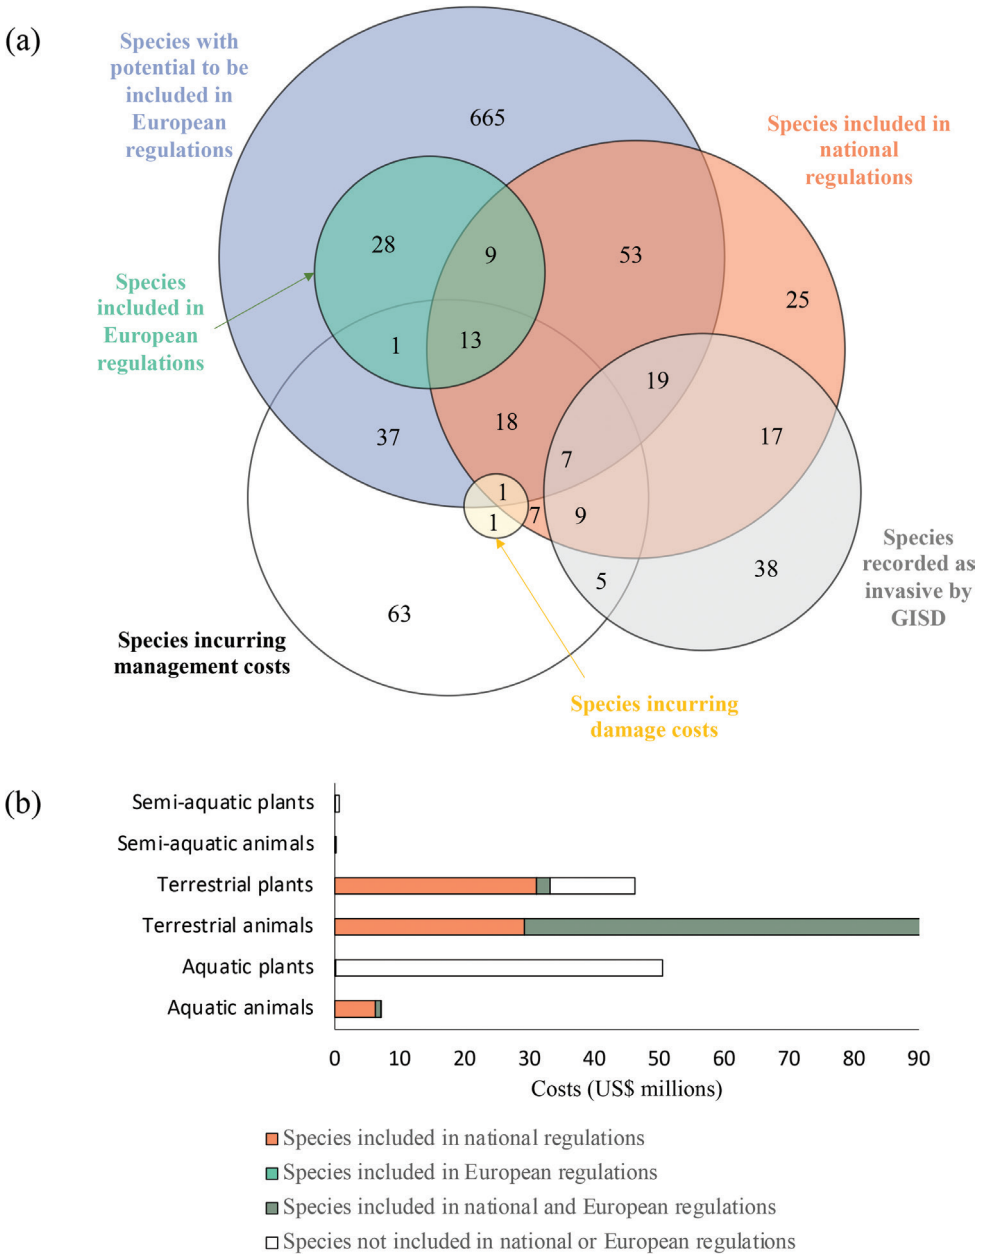 (a)
Species with
potential to be
included in
European
regulations
665
Species included in
national
regulations
28
9
53
25
Species
included in
European
regulations
1
13
19
37
18
7
17
1
1
7
9
5
38
63
Species
recorded as
invasive by
GISD
Species incurring
management costs
Species incurring
damage costs
(b)
Semi-aquatic plants
Semi-aquatic animals
Terrestrial plants
Terrestrial animals
Aquatic plants
Aquatic animals
0 10 20 30 40 50 60 70 80 90
Costs (US$ millions)
Species included in national regulations
Species included in European regulations
Species included in national and European regulations
Species not included in national or European regulations